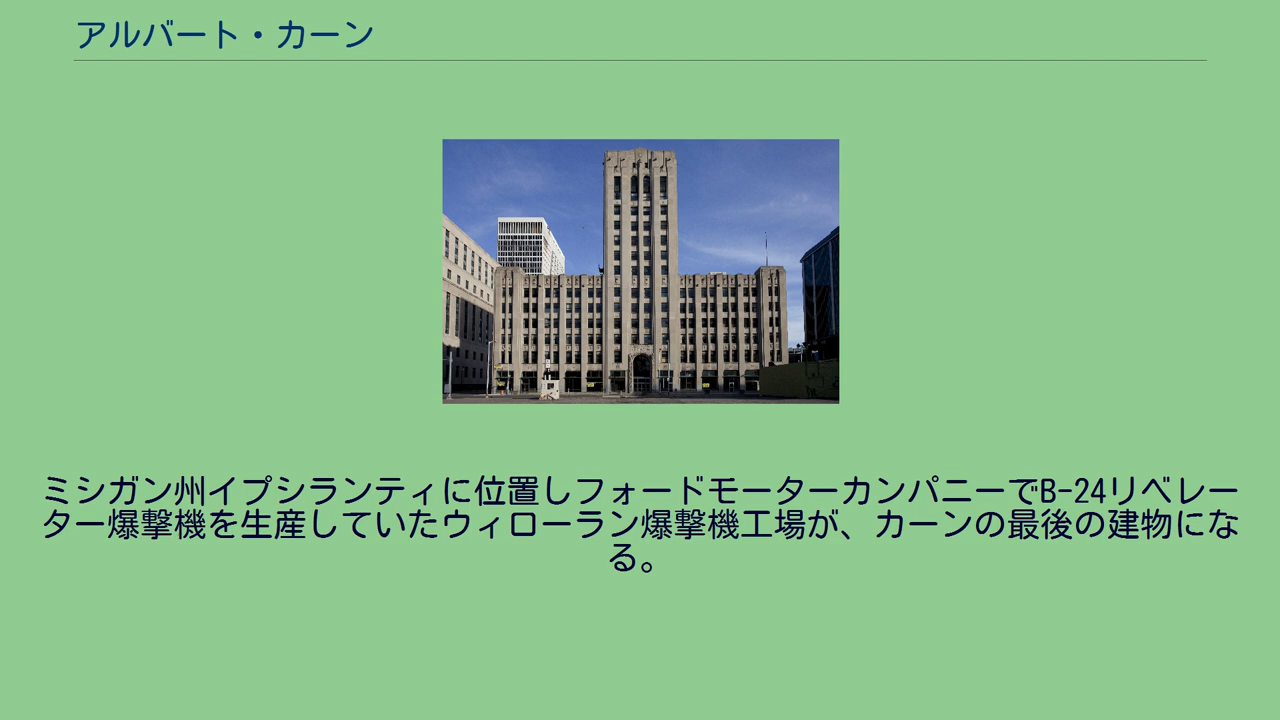 アルバート・カーン
ミシガン州イプシランティに位置しフォードモーターカンパニーでB-24リベレー
ター爆撃機を生産していたウィローラン爆撃機工場が、カーンの最後の建物にな
る。